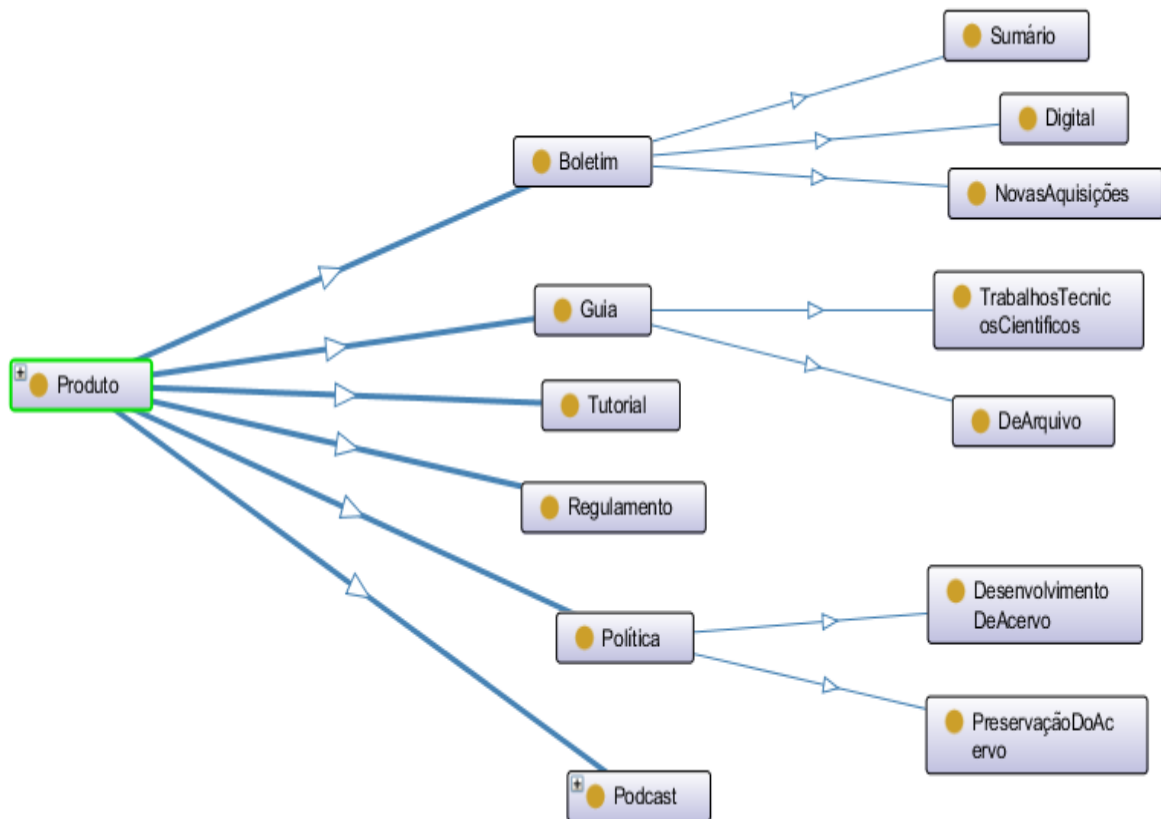 Sumário
Digital
Boletim
NovasAquisições
TrabalhosTecnic
osCientificos
Guia
Produto
Tutorial
DeArquivo
Regulamento
Desenvolvimento
DeAcervo
Política
PreservaçãoDoAc
ervo
Podcast